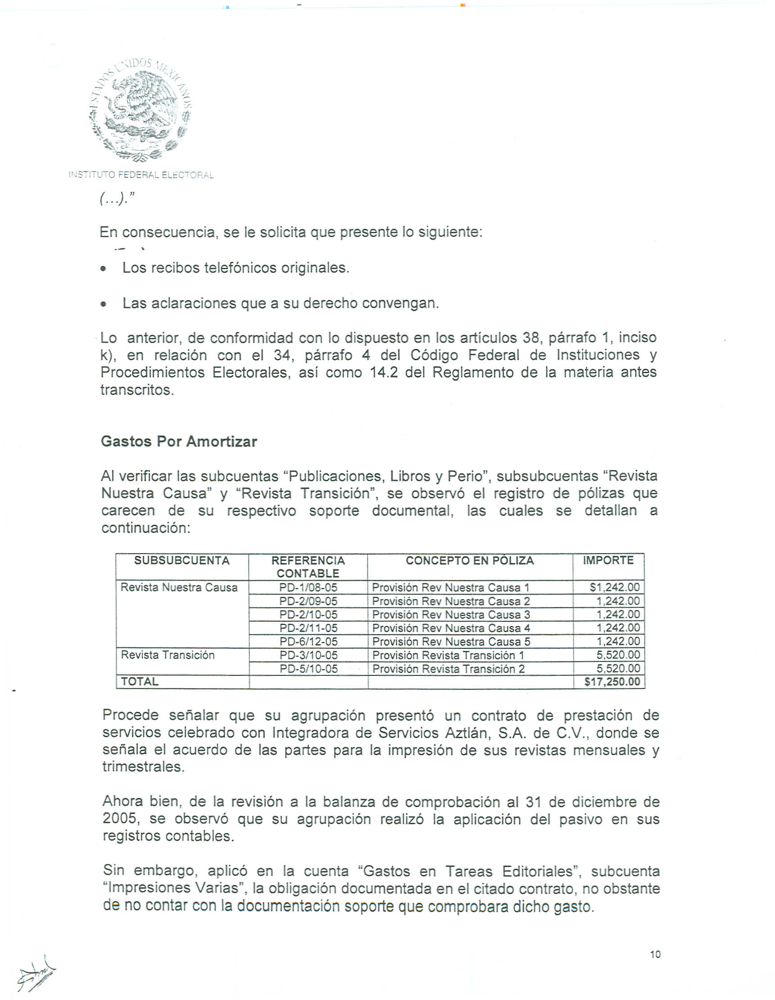 ESTADOS UNIDOS MEXICANOS
INSTITUTO FEDERAL ELECTORAL
(...)."
En consecuencia, se le solicita que presente lo siguiente:
• Los recibos telefónicos originales.
• Las aclaraciones que a su derecho convengan.
Lo anterior, de conformidad con lo dispuesto en los artículos 38, párrafo 1, inciso
k), en relación con el 34, párrafo 4 del Código Federal de Instituciones y
Procedimientos Electorales, así como 14.2 del Reglamento de la materia antes
transcritos.
Gastos Por Amortizar
Al verificar las subcuentas “Publicaciones, Libros y Perio”, subsubcuentas “Revista
Nuestra Causa” y “Revista Transición”, se observó el registro de pólizas que
carecen de su respectivo soporte documental, las cuales se detallan a
continuación:
SUBSUBCUENTA REFERENCIA CONTABLE CONCEPTO EN PÓLIZA IMPORTE
Revista Nuestra Causa PD-1/08-05 Provisión Rev Nuestra Causa 1 $1,242.00
PD-2/09-05 Provisión Rev Nuestra Causa 2 1,242.00
PD-2/10-05 Provisión Rev Nuestra Causa 3 1,242.00
PD-2/11-05 Provisión Rev Nuestra Causa 4 1,242.00
PD-6/12-05 Provisión Rev Nuestra Causa 5 1,242.00
Revista Transición PD-3/10-05 Provisión Revista Transición 1 5,520.00
PD-5/10-05 Provisión Revista Transición 2 5,520.00
TOTAL $17,250.00
Procede señalar que su agrupación presentó un contrato de prestación de
servicios celebrado con Integradora de Servicios Aztlán, S.A. de C.V., donde se
señala el acuerdo de las partes para la impresión de sus revistas mensuales y
trimestrales.
Ahora bien, de la revisión a la balanza de comprobación al 31 de diciembre de
2005, se observó que su agrupación realizó la aplicación del pasivo en sus
registros contables.
Sin embargo, aplicó en la cuenta “Gastos en Tareas Editoriales”, subcuenta
“Impresiones Varias”, la obligación documentada en el citado contrato, no obstante
de no contar con la documentación soporte que comprobara dicho gasto.
10